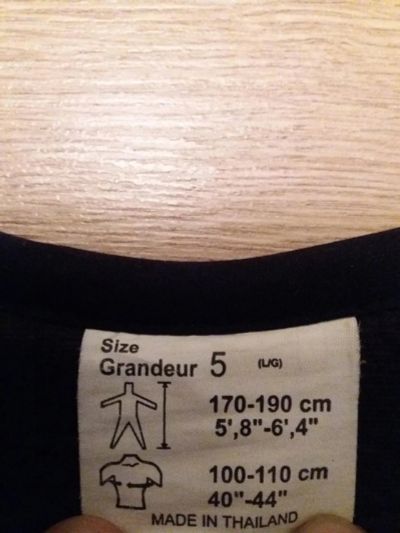 Size
Grandeur 5 (L/G)
170-190 cm
5',8"-6',4"
100-110 cm
40"-44"
MADE IN THAILAND